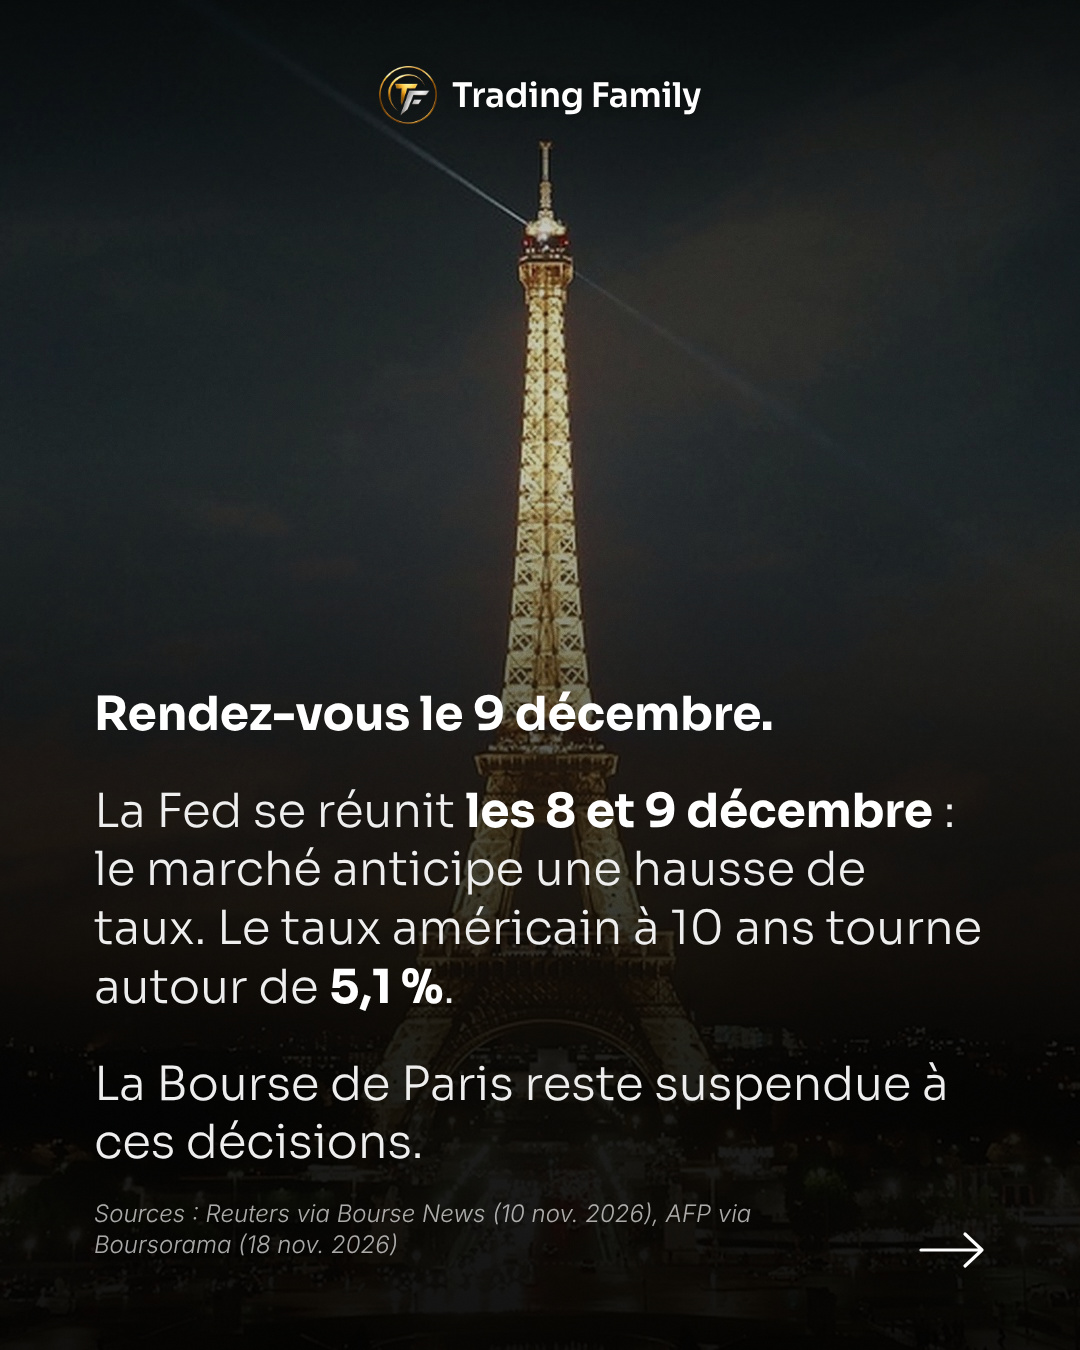 Trading Family
Rendez-vous le 9 décembre.
La Fed se réunit les 8 et 9 décembre :
le marché anticipe une hausse de
taux. Le taux américain à 10 ans tourne
autour de 5,1 %.
La Bourse de Paris reste suspendue à
ces décisions.
Sources : Reuters via Bourse News (10 nov. 2026), AFP via
Boursorama (18 nov. 2026)